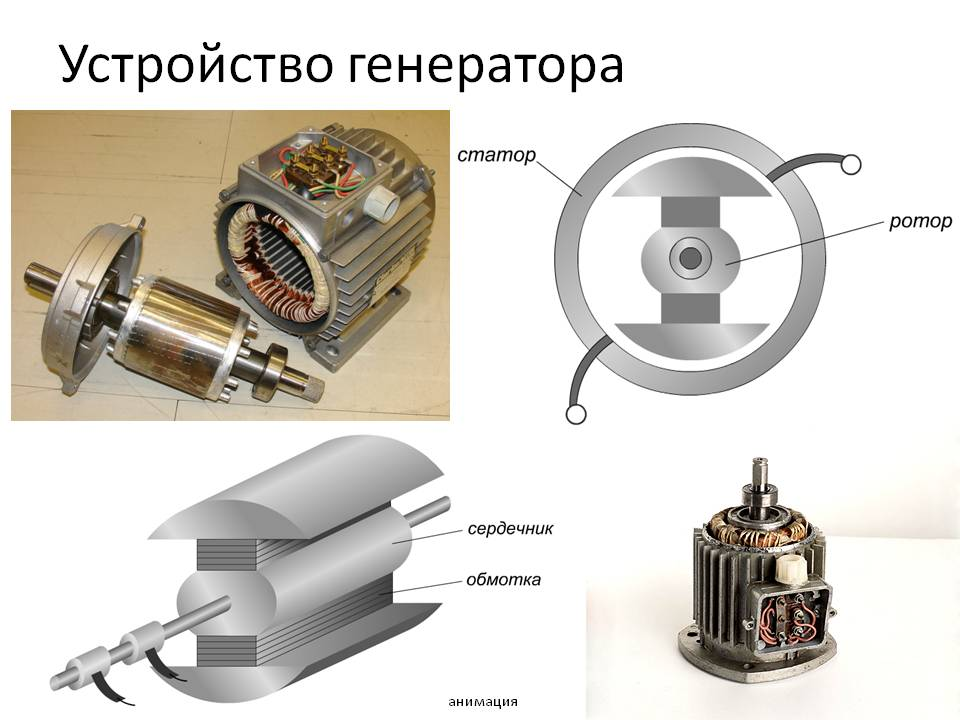 Устройство генератора
статор
ротор
сердечник
обмотка
анимация